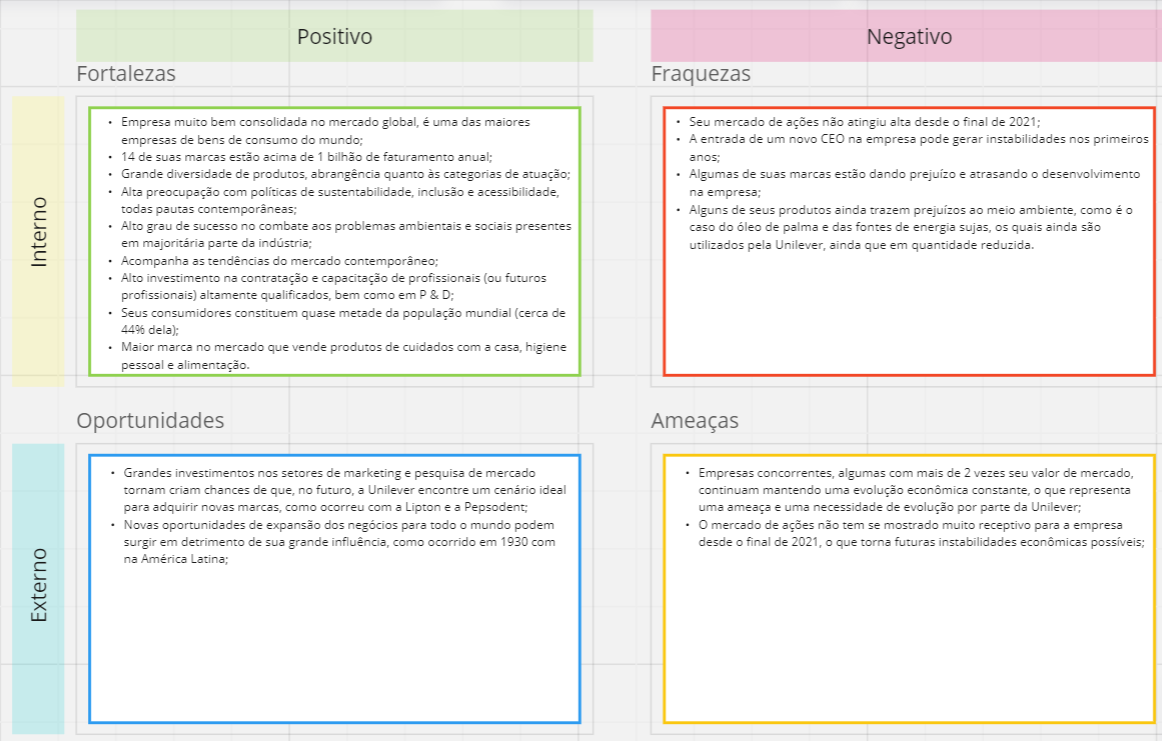 Positivo
Negativo
Fortalezas
Fraquezas
Interno
• Empresa muito bem consolidada no mercado global, é uma das maiores
empresas de bens de consumo do mundo;
• 14 de suas marcas estão acima de 1 bilhão de faturamento anual;
• Grande diversidade de produtos, abrangência quanto às categorias de atuação;
• Alta preocupação com políticas de sustentabilidade, inclusão e acessibilidade,
todas pautas contemporâneas;
• Alto grau de sucesso no combate aos problemas ambientais e sociais presentes
em majoritária parte da indústria;
• Acompanha as tendências do mercado contemporâneo;
• Alto investimento na contratação e capacitação de profissionais (ou futuros
profissionais) altamente qualificados, bem como em P & D;
• Seus consumidores constituem quase metade da população mundial (cerca de
44% dela);
• Maior marca no mercado que vende produtos de cuidados com a casa, higiene
pessoal e alimentação.
• Seu mercado de ações não atingiu alta desde o final de 2021;
• A entrada de um novo CEO na empresa pode gerar instabilidades nos primeiros
anos;
• Algumas de suas marcas estão dando prejuízo e atrasando o desenvolvimento
na empresa;
• Alguns de seus produtos ainda trazem prejuízos ao meio ambiente, como é o
caso do óleo de palma e das fontes de energia sujas, os quais ainda são
utilizados pela Unilever, ainda que em quantidade reduzida.
Oportunidades
Ameaças
Externo
• Grandes investimentos nos setores de marketing e pesquisa de mercado
tornam criam chances de que, no futuro, a Unilever encontre um cenário ideal
para adquirir novas marcas, como ocorreu com a Lipton e a Pepsodent;
• Novas oportunidades de expansão dos negócios para todo o mundo podem
surgir em detrimento de sua grande influência, como ocorrido em 1930 com
na América Latina;
• Empresas concorrentes, algumas com mais de 2 vezes seu valor de mercado,
continuam mantendo uma evolução econômica constante, o que representa
uma ameaça e uma necessidade de evolução por parte da Unilever;
• O mercado de ações não tem se mostrado muito receptivo para a empresa
desde o final de 2021, o que torna futuras instabilidades econômicas possíveis;